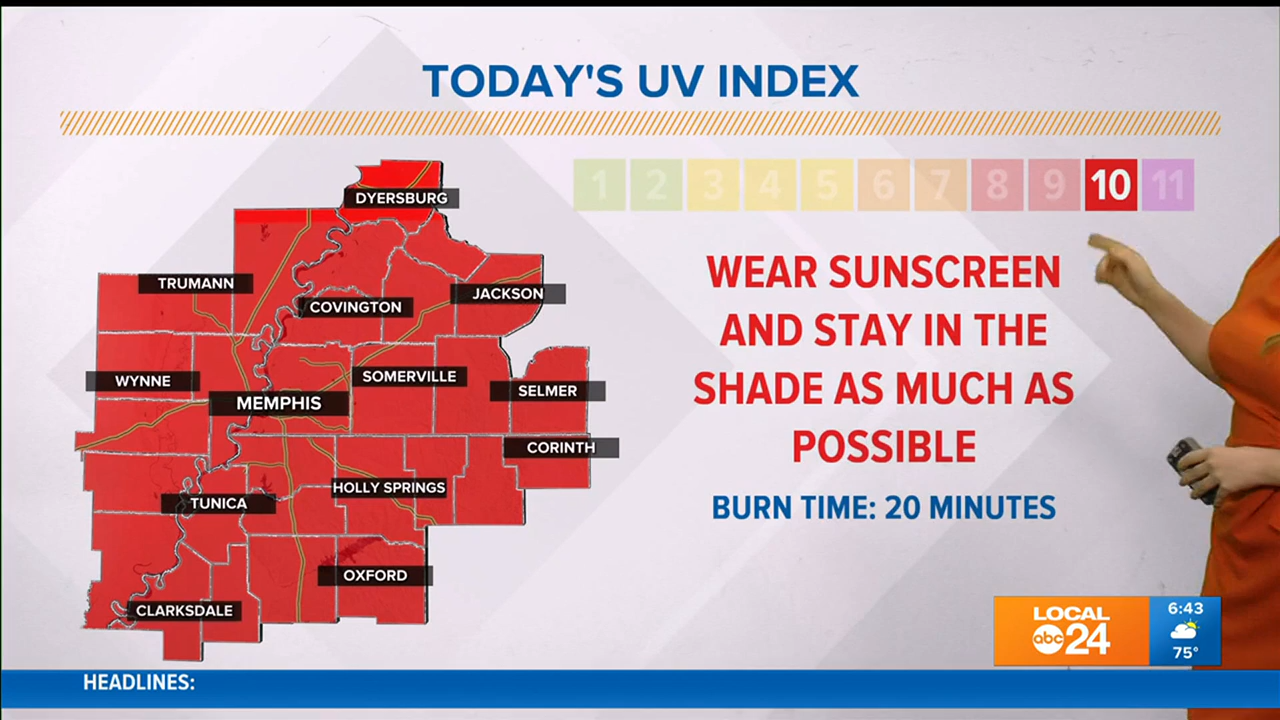 TODAY'S UV INDEX
1 2 3 4 5 6 7 8 9 10 11
DYERSBURG
TRUMANN
JACKSON
COVINGTON
WYNNE
SOMERVILLE
SELMER
MEMPHIS
CORINTH
HOLLY SPRINGS
TUNICA
OXFORD
CLARKSDALE
WEAR SUNSCREEN
AND STAY IN THE
SHADE AS MUCH AS
POSSIBLE
BURN TIME: 20 MINUTES
LOCAL
abc 24
6:43
75°
HEADLINES: